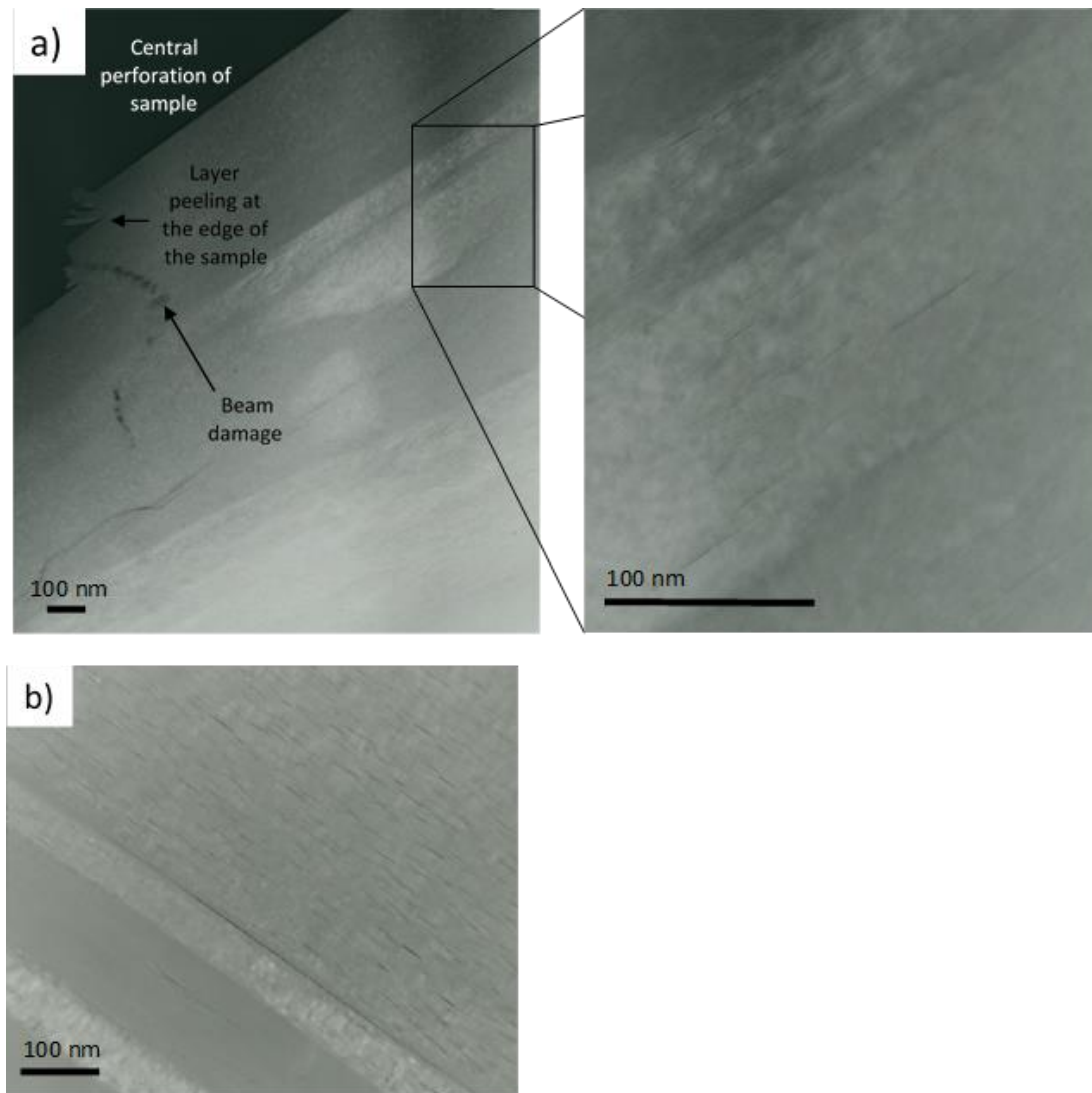 a)
Central
perforation of
sample
Layer
peeling at
the edge of
the sample
Beam
damage
100 nm
100 nm
b)
100 nm